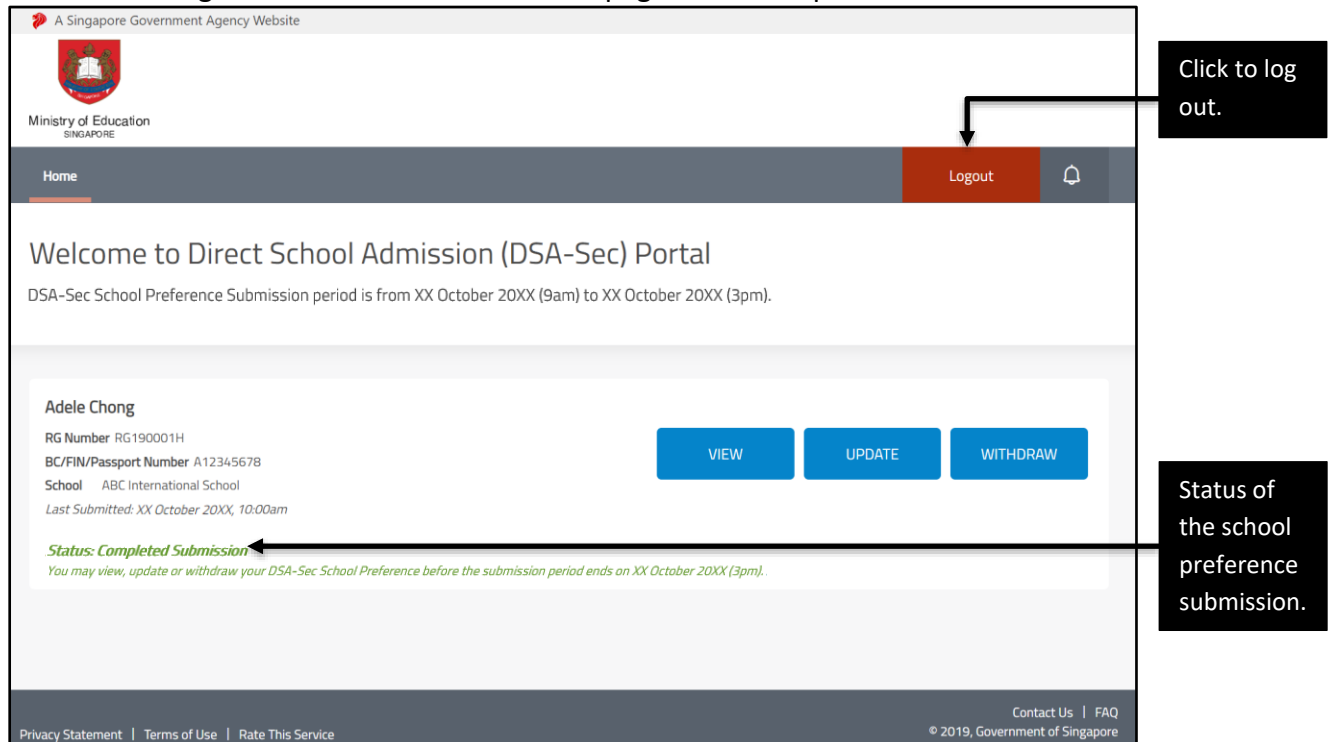 A Singapore Government Agency Website
Ministry of Education
SINGAPORE
Click to log
out.
Home
Logout
Welcome to Direct School Admission (DSA-Sec) Portal
DSA-Sec School Preference Submission period is from XX October 20XX (9am) to XX October 20XX (3pm).
Adele Chong
RG Number RG190001H
BC/FIN/Passport Number A12345678
School ABC International School
Last Submitted: XX October 20XX, 10:00am
VIEW
UPDATE
WITHDRAW
Status: Completed Submission
You may view, update or withdraw your DSA-Sec School Preference before the submission period ends on XX October 20XX (3pm). .
Status of
the school
preference
submission.
Contact Us | FAQ
Privacy Statement | Terms of Use | Rate This Service
© 2019, Government of Singapore